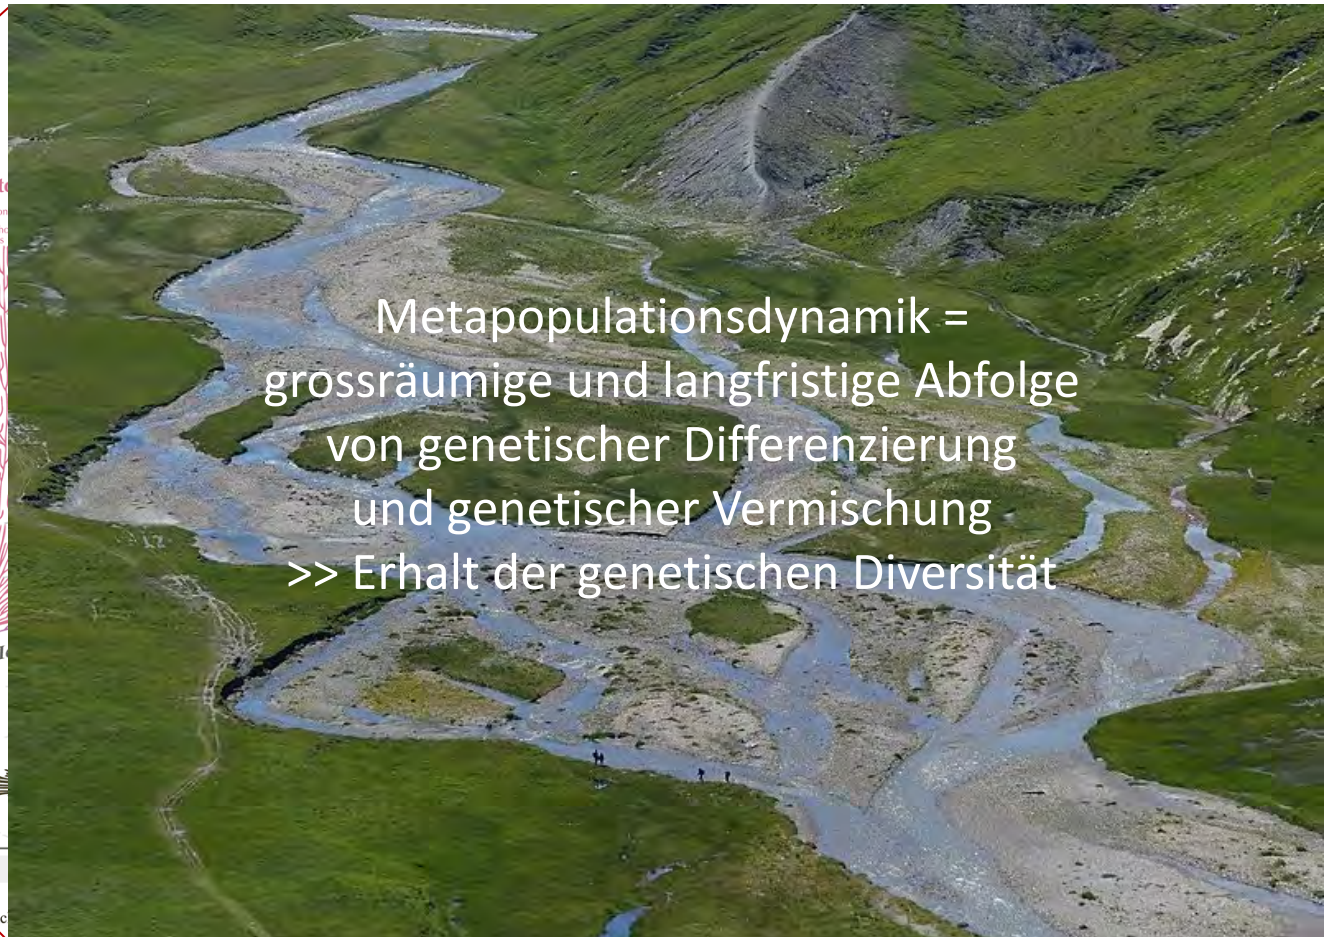 Metapopulationsdynamik =
grossräumige und langfristige Abfolge
von genetischer Differenzierung
und genetischer Vermischung
>> Erhalt der genetischen Diversität